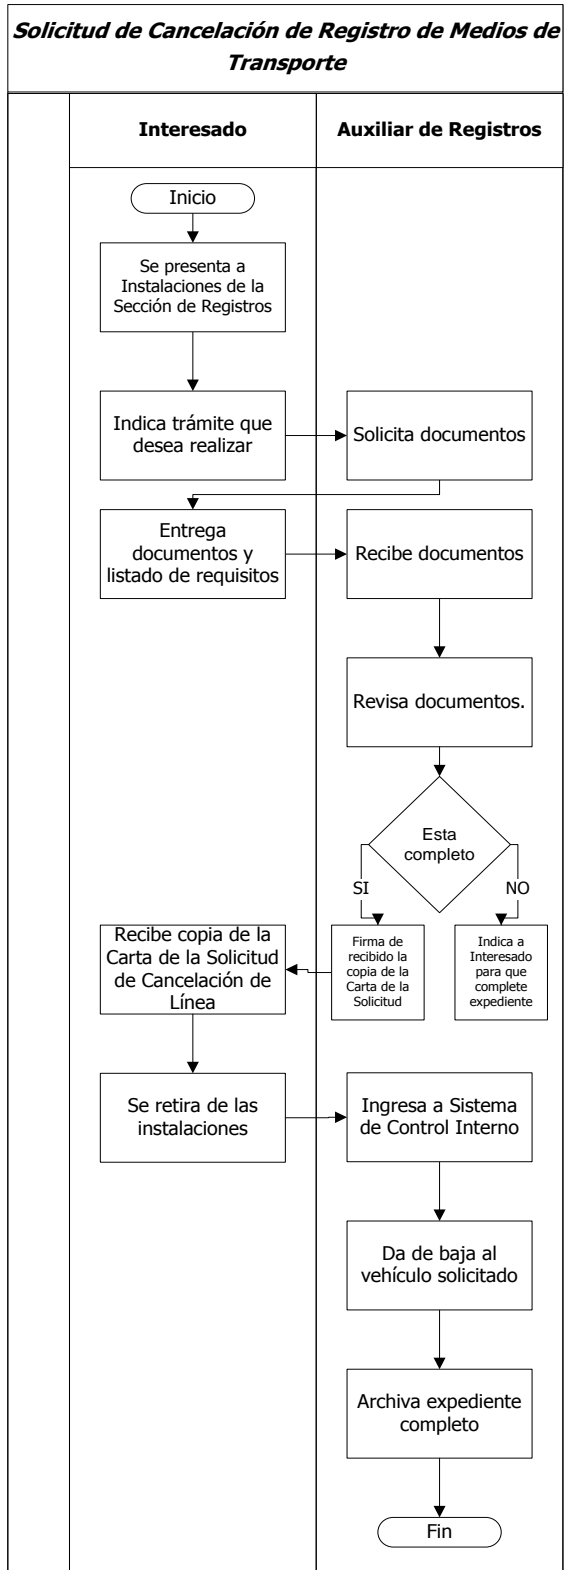 Solicitud de Cancelación de Registro de Medios de
Transporte
Interesado
Auxiliar de Registros
Inicio
Se presenta a
Instalaciones de la
Sección de Registros
Indica trámite que
desea realizar
Solicita documentos
Entrega
documentos y
listado de requisitos
Recibe documentos
Revisa documentos.
Esta
completo
SI
NO
Recibe copia de la
Carta de la Solicitud
de Cancelación de
Línea
Firma de
recibido la
copia de la
Carta de la
Solicitud
Indica a
Interesado
para que
complete
expediente
Se retira de las
instalaciones
Ingresa a Sistema
de Control Interno
Da de baja al
vehículo solicitado
Archiva expediente
completo
Fin